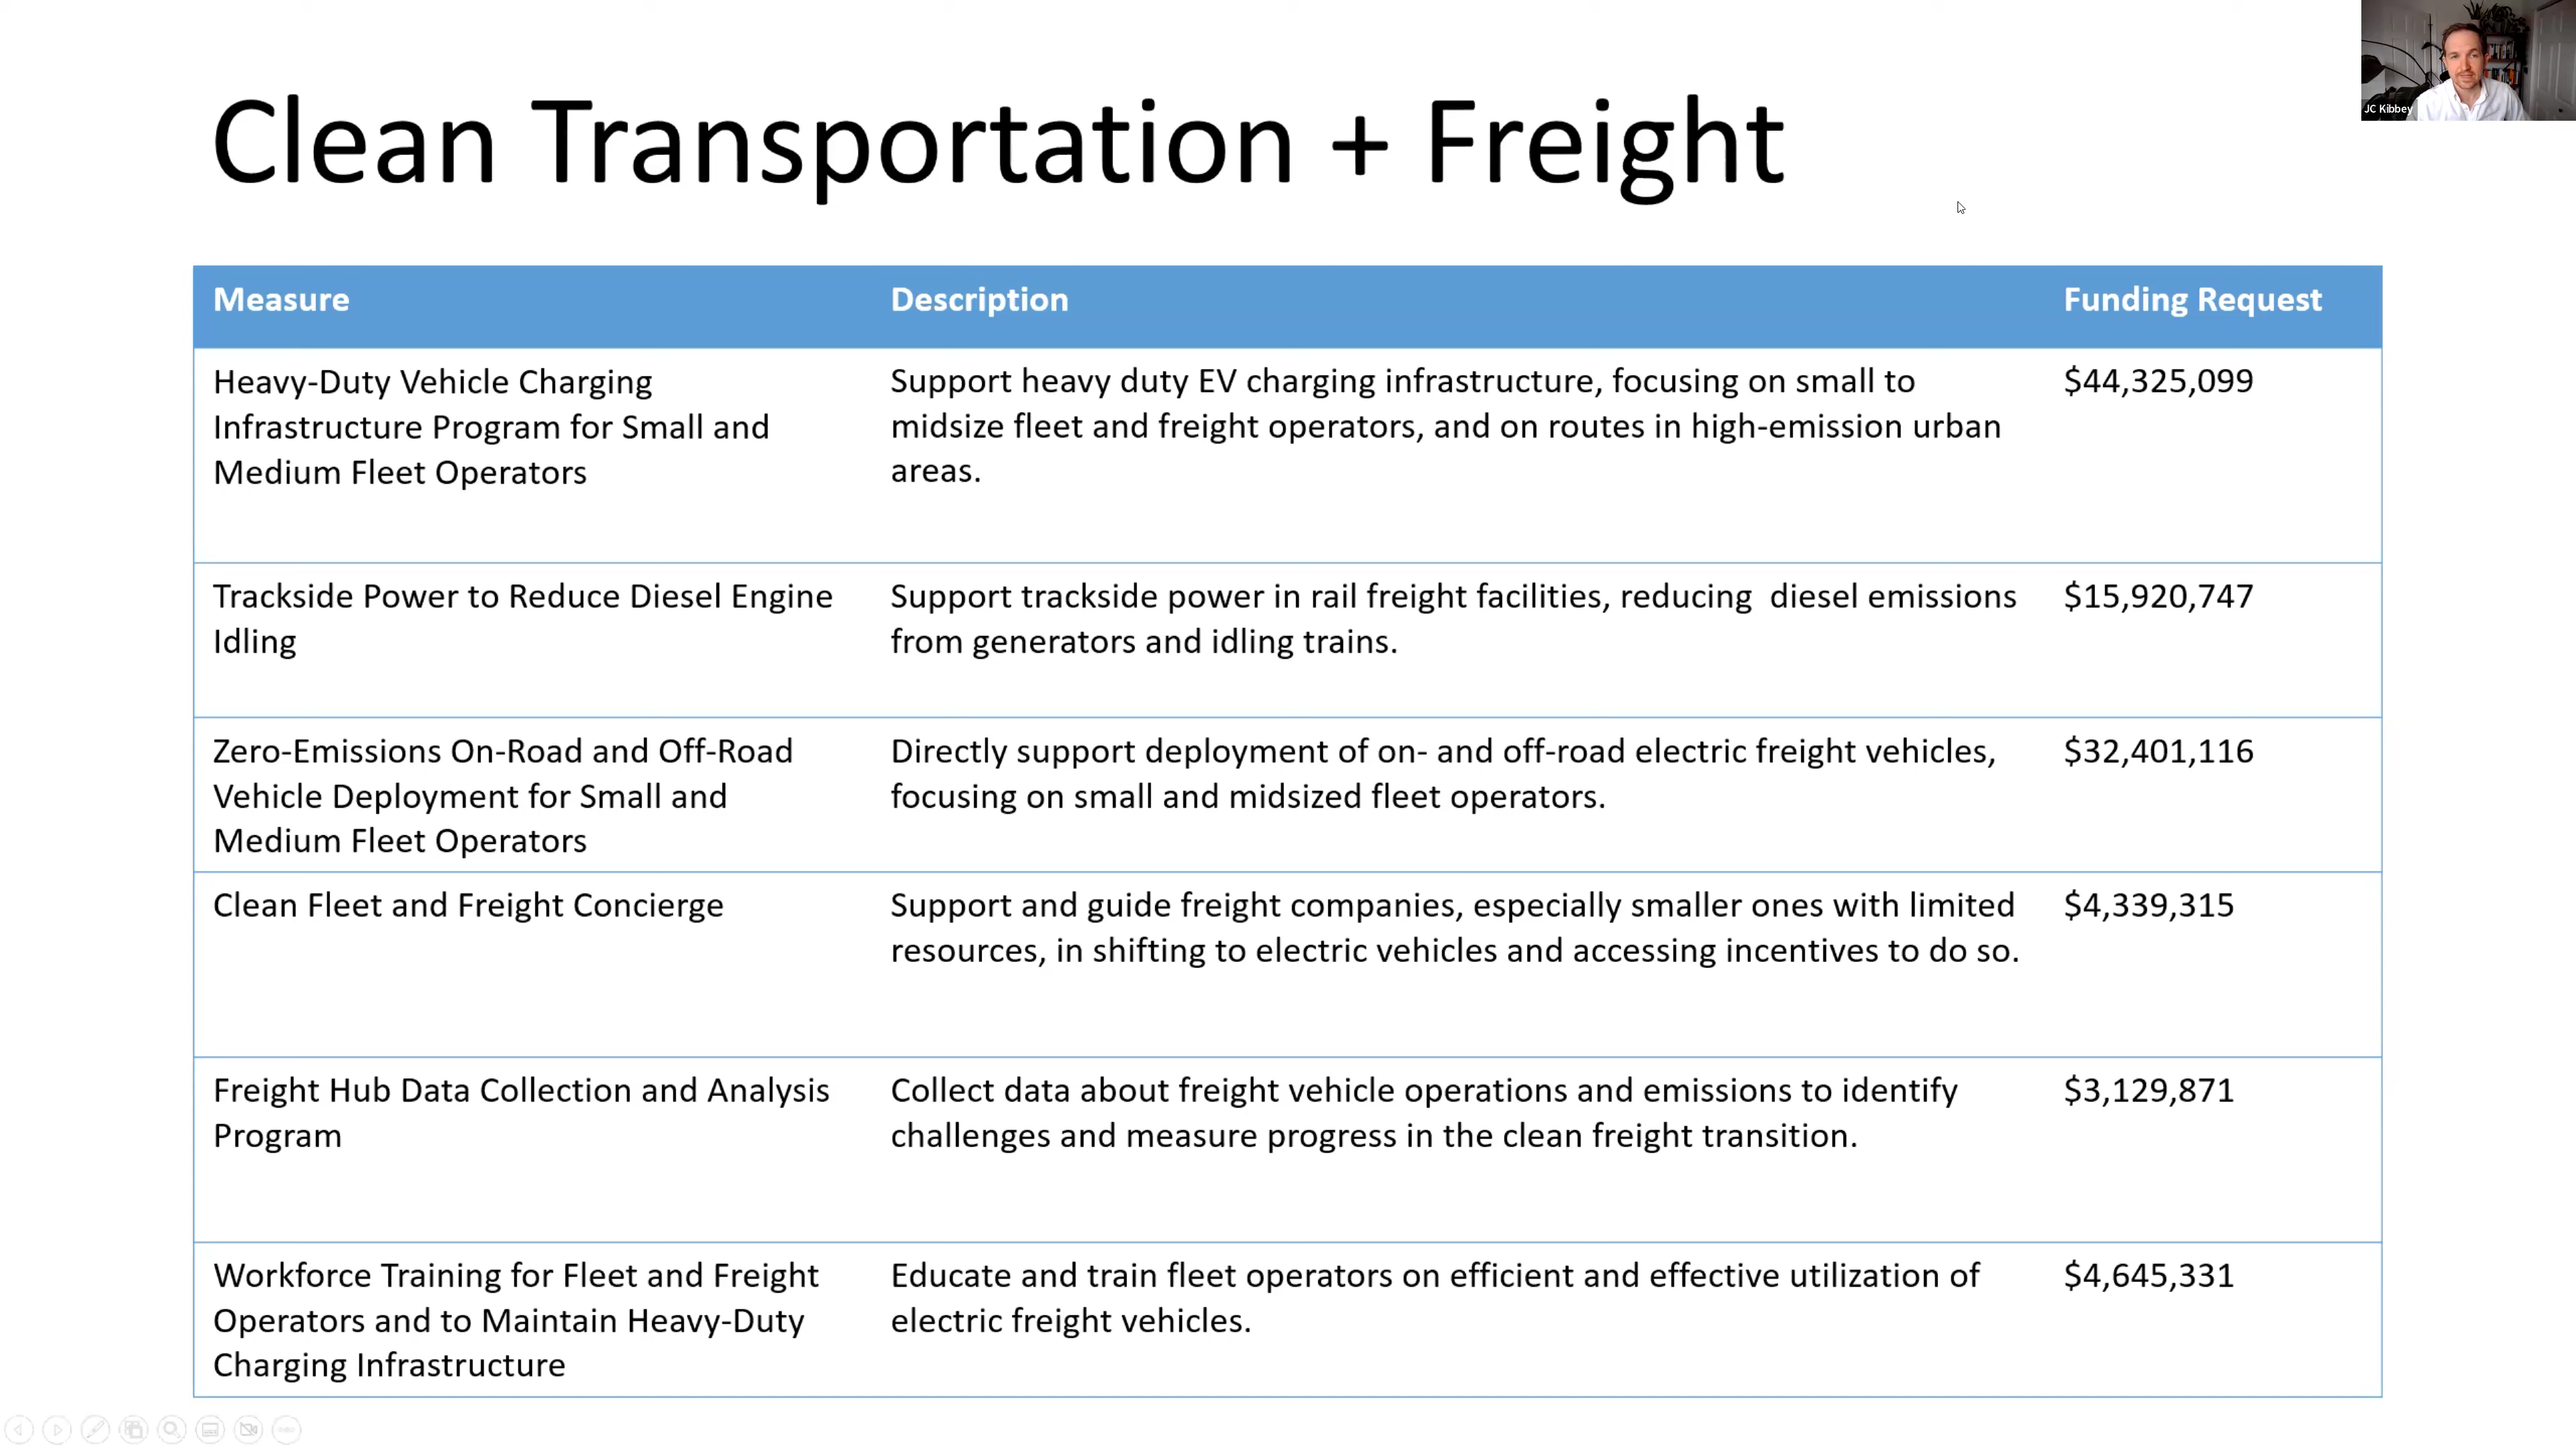 JC Kibbey
Clean Transportation + Freight
Measure
Description
Funding Request
Heavy-Duty Vehicle Charging
Infrastructure Program for Small and
Medium Fleet Operators
Support heavy duty EV charging infrastructure, focusing on small to
midsize fleet and freight operators, and on routes in high-emission urban
areas.
$44,325,099
Trackside Power to Reduce Diesel Engine
Idling
Support trackside power in rail freight facilities, reducing  diesel emissions
from generators and idling trains.
$15,920,747
Zero-Emissions On-Road and Off-Road
Vehicle Deployment for Small and
Medium Fleet Operators
Directly support deployment of on- and off-road electric freight vehicles,
focusing on small and midsized fleet operators.
$32,401,116
Clean Fleet and Freight Concierge
Support and guide freight companies, especially smaller ones with limited
resources, in shifting to electric vehicles and accessing incentives to do so.
$4,339,315
Freight Hub Data Collection and Analysis
Program
Collect data about freight vehicle operations and emissions to identify
challenges and measure progress in the clean freight transition.
$3,129,871
Workforce Training for Fleet and Freight
Operators and to Maintain Heavy-Duty
Charging Infrastructure
Educate and train fleet operators on efficient and effective utilization of
electric freight vehicles.
$4,645,331